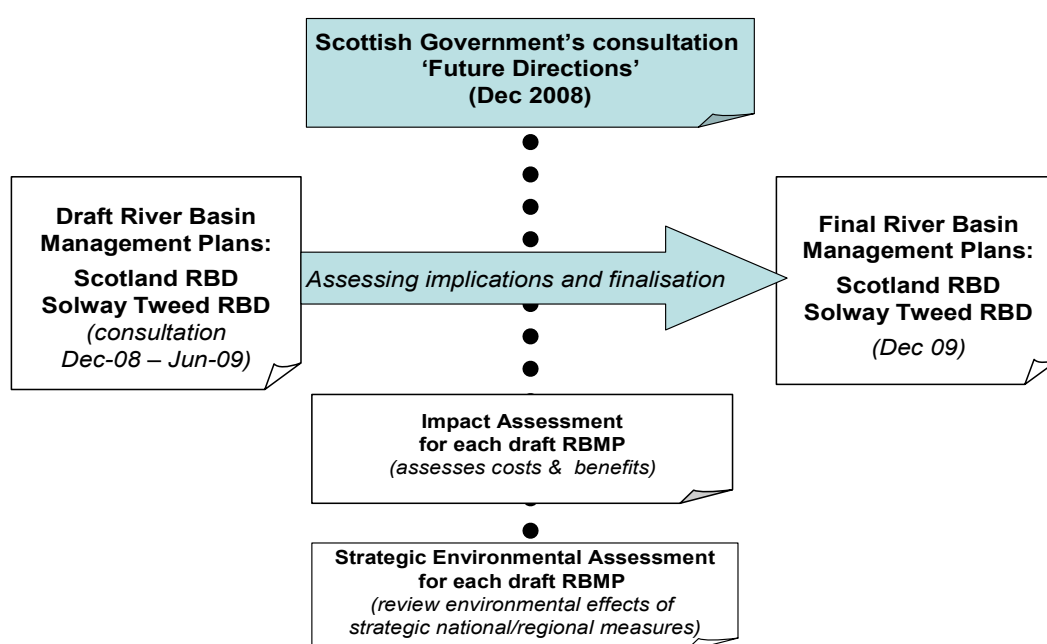 Scottish Government’s consultation
‘Future Directions’
(Dec 2008)
Draft River Basin
Management Plans:
Scotland RBD
Solway Tweed RBD
(consultation
Dec-08 – Jun-09)
Assessing implications and finalisation
Final River Basin
Management Plans:
Scotland RBD
Solway Tweed RBD
(Dec 09)
Impact Assessment
for each draft RBMP
(assesses costs & benefits)
Strategic Environmental Assessment
for each draft RBMP
(review environmental effects of
strategic national/regional measures)